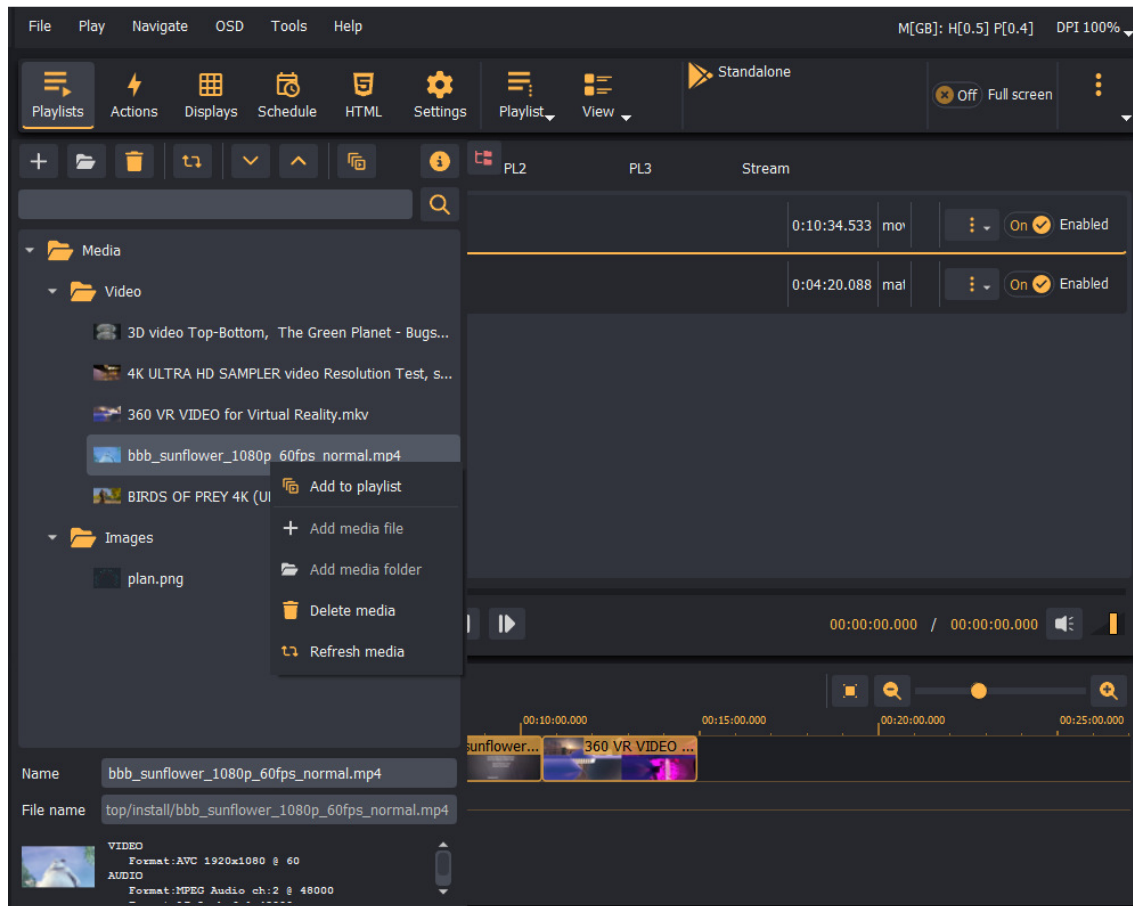 File Play Navigate OSD Tools Help M[GB]: H[0.5] P[0.4] DPI 100%
Standalone
Playlists Actions Displays Schedule HTML Settings Playlist View Off Full screen
PL2 PL3 Stream
0:10:34.533 mov On Enabled
Media
Video
0:04:20.088 mat On Enabled
3D video Top-Bottom, The Green Planet - Bugs...
4K ULTRA HD SAMPLER video Resolution Test, s...
360 VR VIDEO for Virtual Reality.mkv
bbb_sunflower_1080p_60fps_normal.mp4
BIRDS OF PREY 4K (Ul
Add to playlist
Add media file
Images
Add media folder
plan.png
Delete media
00:00:00.000 / 00:00:00.000
Refresh media
00:10:00.000 00:15:00.000 00:20:00.000 00:25:00.000
sunflower... 360 VR VIDEO ...
Name bbb_sunflower_1080p_60fps_normal.mp4
File name top/install/bbb_sunflower_1080p_60fps_normal.mp4
VIDEO
Format:AVC 1920x1080 @ 60
AUDIO
Format:MPEG Audio ch:2 @ 48000